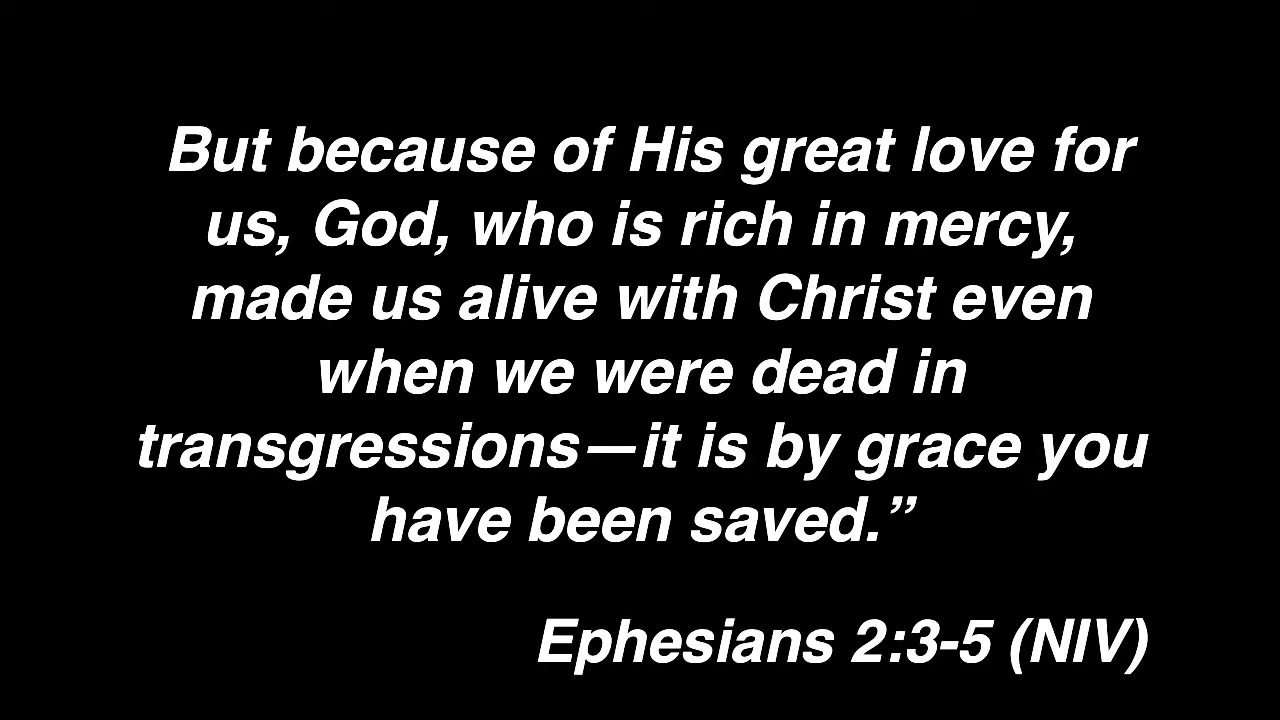 But because of His great love for
us, God, who is rich in mercy,
made us alive with Christ even
when we were dead in
transgressions—it is by grace you
have been saved.”
Ephesians 2:3-5 (NIV)